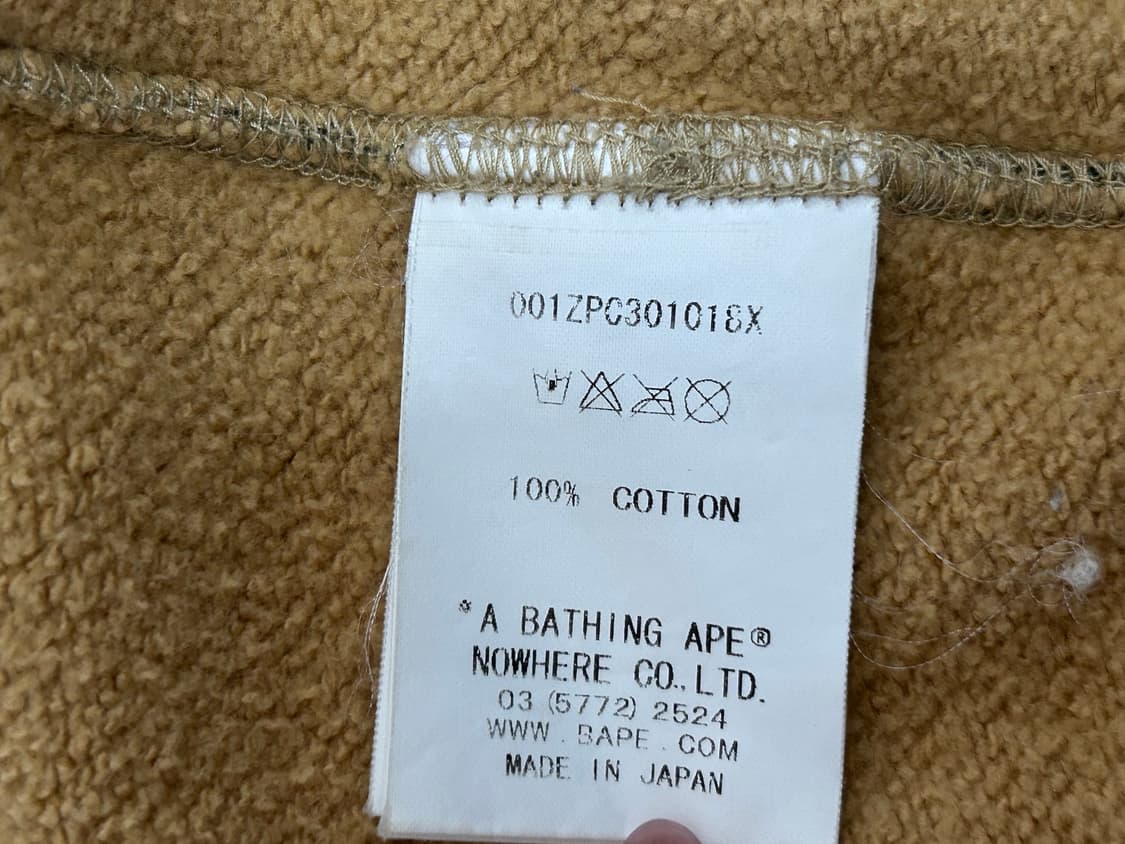 001ZPC301018X
100% COTTON
*A BATHING APE®
NOWHERE CO.,LTD.
03 (5772) 2524
WWW . BAPE . COM
MADE IN JAPAN